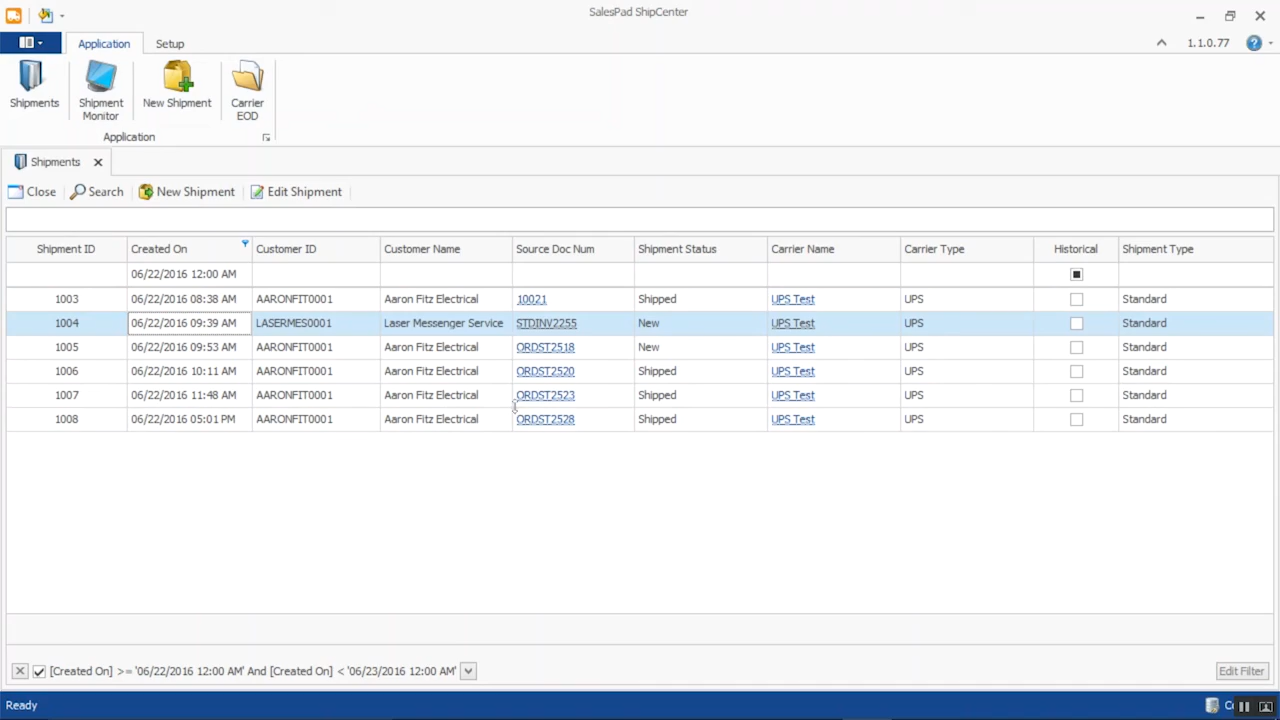 SalesPad ShipCenter
Application Setup
1.1.0.77
Shipments Shipment Monitor New Shipment Carrier EOD
Application
Shipments
Close Search New Shipment Edit Shipment
Shipment ID Created On Customer ID Customer Name Source Doc Num Shipment Status Carrier Name Carrier Type Historical Shipment Type
06/22/2016 12:00 AM
1003 06/22/2016 08:38 AM AARONFIT0001 Aaron Fitz Electrical 10021 Shipped UPS Test UPS Standard
1004 06/22/2016 09:39 AM LASERMES0001 Laser Messenger Service STDINV2255 New UPS Test UPS Standard
1005 06/22/2016 09:53 AM AARONFIT0001 Aaron Fitz Electrical ORDST2518 New UPS Test UPS Standard
1006 06/22/2016 10:11 AM AARONFIT0001 Aaron Fitz Electrical ORDST2520 Shipped UPS Test UPS Standard
1007 06/22/2016 11:48 AM AARONFIT0001 Aaron Fitz Electrical ORDST2523 Shipped UPS Test UPS Standard
1008 06/22/2016 05:01 PM AARONFIT0001 Aaron Fitz Electrical ORDST2528 Shipped UPS Test UPS Standard
[Created On] >= '06/22/2016 12:00 AM' And [Created On] < '06/23/2016 12:00 AM' Edit Filter
Ready